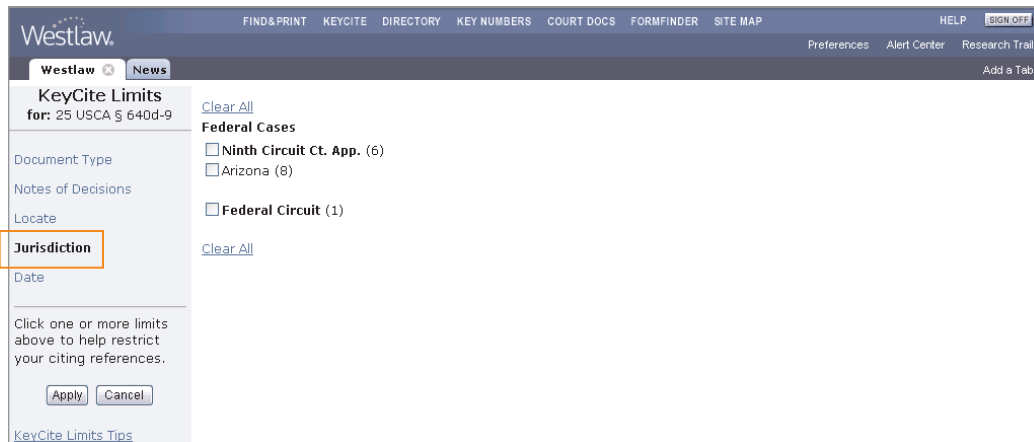 Westlaw.
FIND&PRINT KEYCITE DIRECTORY KEY NUMBERS COURT DOCS FORMFINDER SITE MAP
HELP SIGN OFF
Preferences Alert Center Research Trail
Westlaw News
Add a Tab
KeyCite Limits
for: 25 USCA § 640d-9
Document Type
Notes of Decisions
Locate
Jurisdiction
Date
Click one or more limits
above to help restrict
your citing references.
Apply Cancel
KeyCite Limits Tips
Clear All
Federal Cases
Ninth Circuit Ct. App. (6)
Arizona (8)
Federal Circuit (1)
Clear All